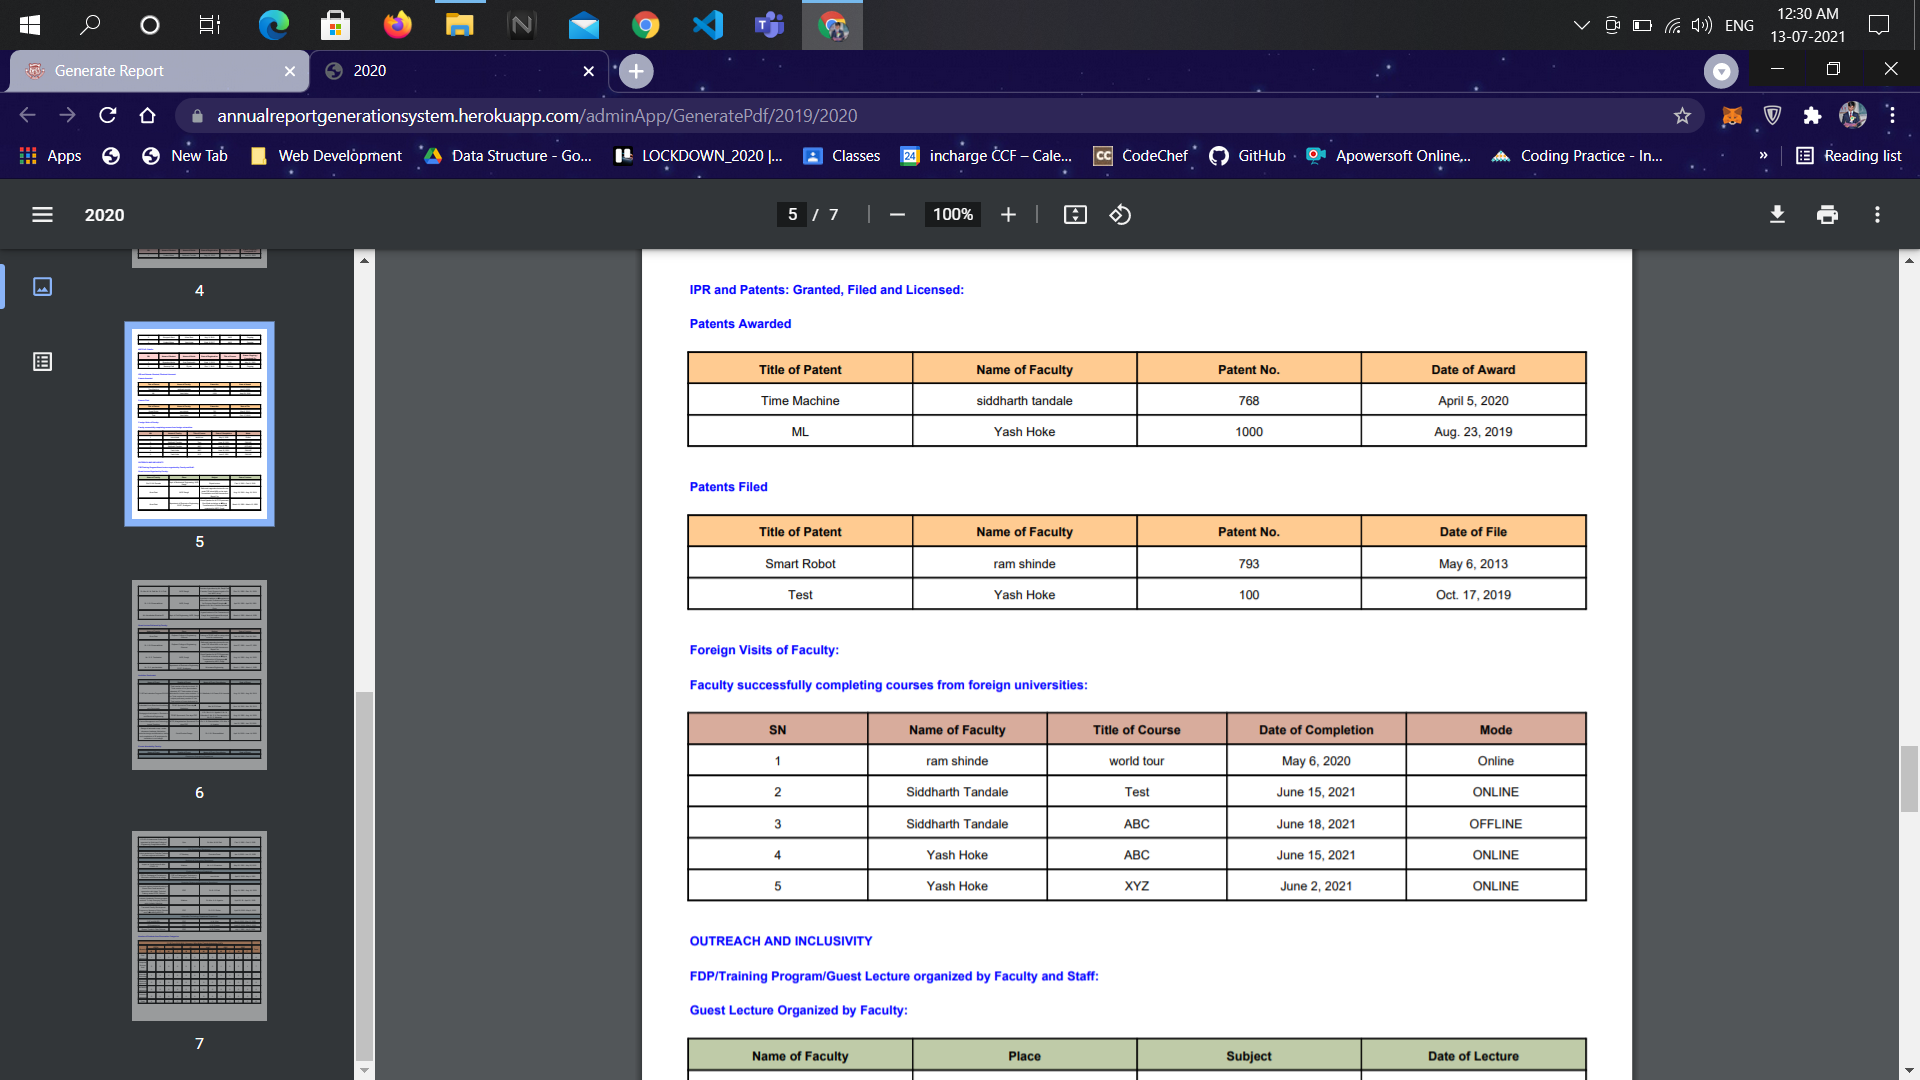 ENG
12:30 AM
13-07-2021
Generate Report
2020
annualreportgenerationsystem.herokuapp.com/adminApp/GeneratePdf/2019/2020
Apps
New Tab
Web Development
Data Structure - Go...
LOCKDOWN_2020 |...
Classes
24
incharge CCF – Cale...
CC
CodeChef
GitHub
Apowersoft Online,...
Coding Practice - In...
»
Reading list
2020
5 / 7
100%
4
5
6
7
IPR and Patents: Granted, Filed and Licensed:
Patents Awarded
Title of Patent Name of Faculty Patent No. Date of Award
Time Machine siddharth tandale 768 April 5, 2020
ML Yash Hoke 1000 Aug. 23, 2019
Patents Filed
Title of Patent Name of Faculty Patent No. Date of File
Smart Robot ram shinde 793 May 6, 2013
Test Yash Hoke 100 Oct. 17, 2019
Foreign Visits of Faculty:
Faculty successfully completing courses from foreign universities:
SN Name of Faculty Title of Course Date of Completion Mode
1 ram shinde world tour May 6, 2020 Online
2 Siddharth Tandale Test June 15, 2021 ONLINE
3 Siddharth Tandale ABC June 18, 2021 OFFLINE
4 Yash Hoke ABC June 15, 2021 ONLINE
5 Yash Hoke XYZ June 2, 2021 ONLINE
OUTREACH AND INCLUSIVITY
FDP/Training Program/Guest Lecture organized by Faculty and Staff:
Guest Lecture Organized by Faculty:
Name of Faculty Place Subject Date of Lecture